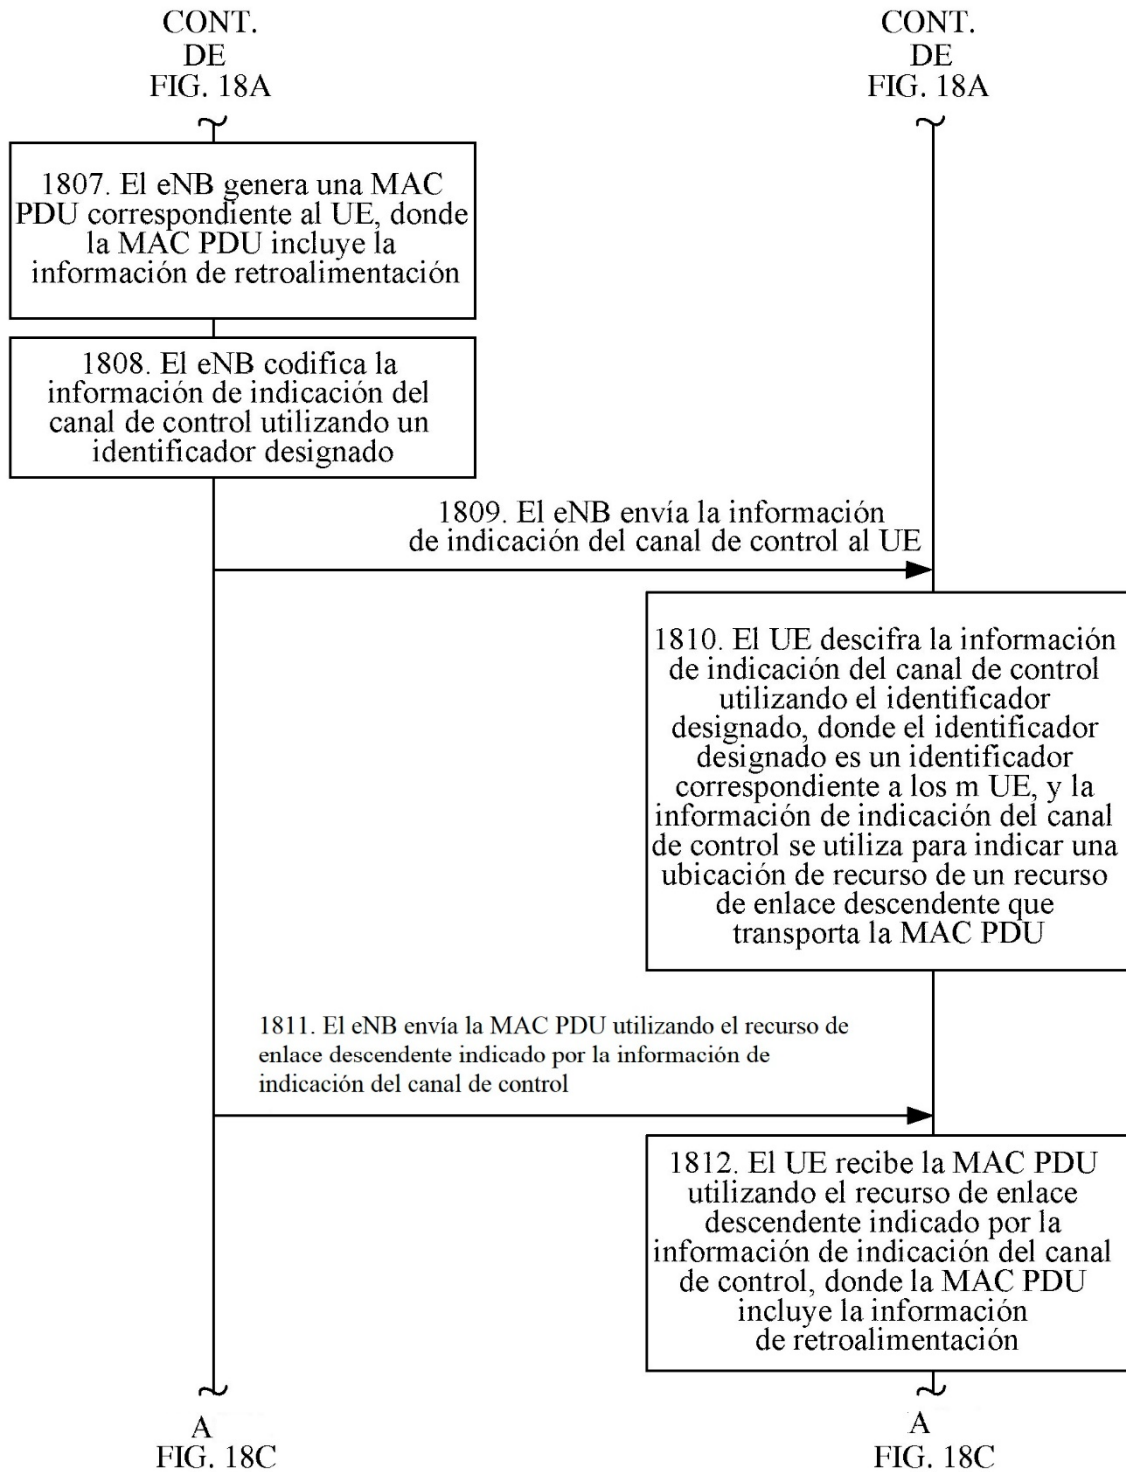 CONT.
DE
FIG. 18A
CONT.
DE
FIG. 18A
1807. El eNB genera una MAC
PDU correspondiente al UE, donde
la MAC PDU incluye la
información de retroalimentación
1808. El eNB codifica la
información de indicación del
canal de control utilizando un
identificador designado
1809. El eNB envía la información
de indicación del canal de control al UE
1810. El UE descifra la información
de indicación del canal de control
utilizando el identificador
designado, donde el identificador
designado es un identificador
correspondiente a los m UE, y la
información de indicación del canal
de control se utiliza para indicar una
ubicación de recurso de un recurso
de enlace descendente que
transporta la MAC PDU
1811. El eNB envía la MAC PDU utilizando el recurso de
enlace descendente indicado por la información de
indicación del canal de control
1812. El UE recibe la MAC PDU
utilizando el recurso de enlace
descendente indicado por la
información de indicación del canal
de control, donde la MAC PDU
incluye la información
de retroalimentación
A
FIG. 18C
A
FIG. 18C